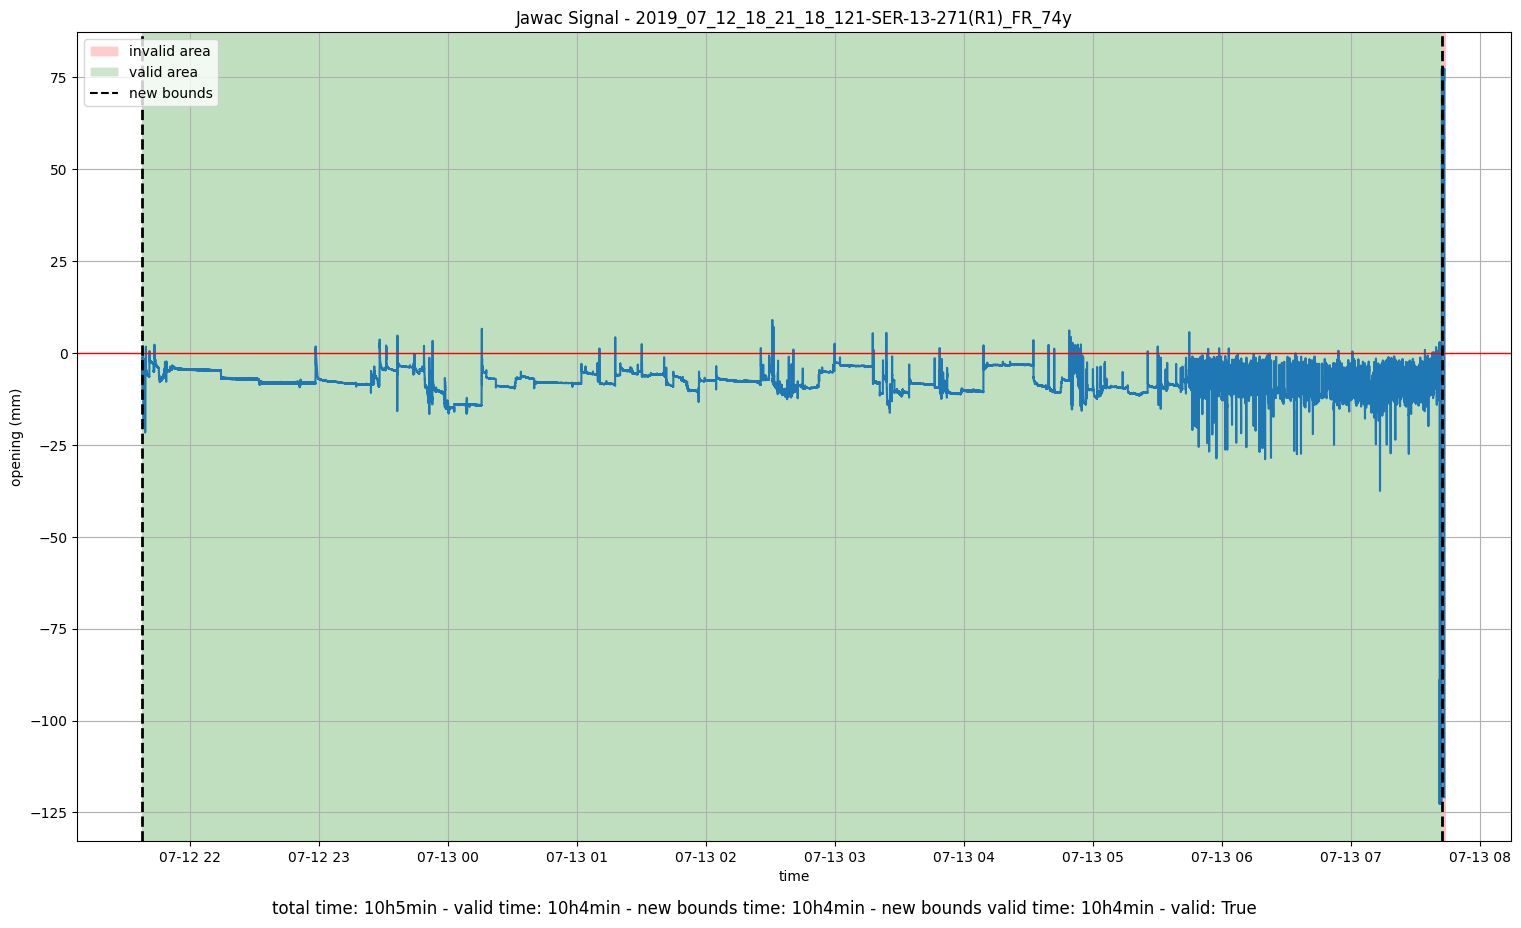 Jawac Signal - 2019_07_12_18_21_18_121-SER-13-271(R1)_FR_74y
invalid area
valid area
new bounds
75
50
25
0
−25
−50
−75
−100
−125
opening (mm)
07-12 22 07-12 23 07-13 00 07-13 01 07-13 02 07-13 03 07-13 04 07-13 05 07-13 06 07-13 07 07-13 08
time
total time: 10h5min - valid time: 10h4min - new bounds time: 10h4min - new bounds valid time: 10h4min - valid: True